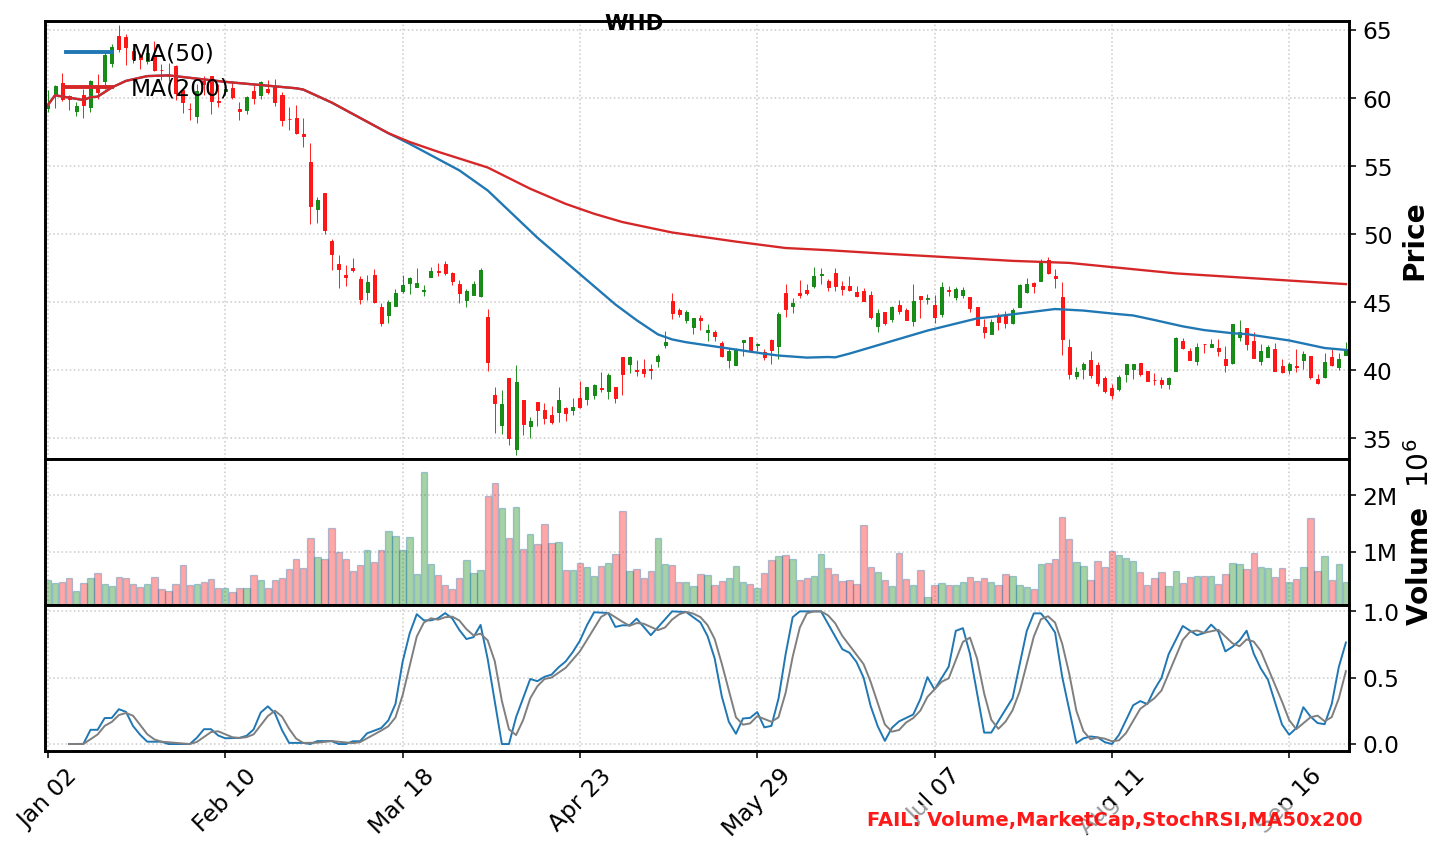 WHD
MA(50)
MA(200)
65
60
55
50
45
40
35
Price
2M
1M
Volume 10^6
1.0
0.5
0.0
Jan 02
Feb 10
Mar 18
Apr 23
May 29
Jul 07
Aug 11
Sep 16
FAIL: Volume,MarketCap,StochRSI,MA50x200